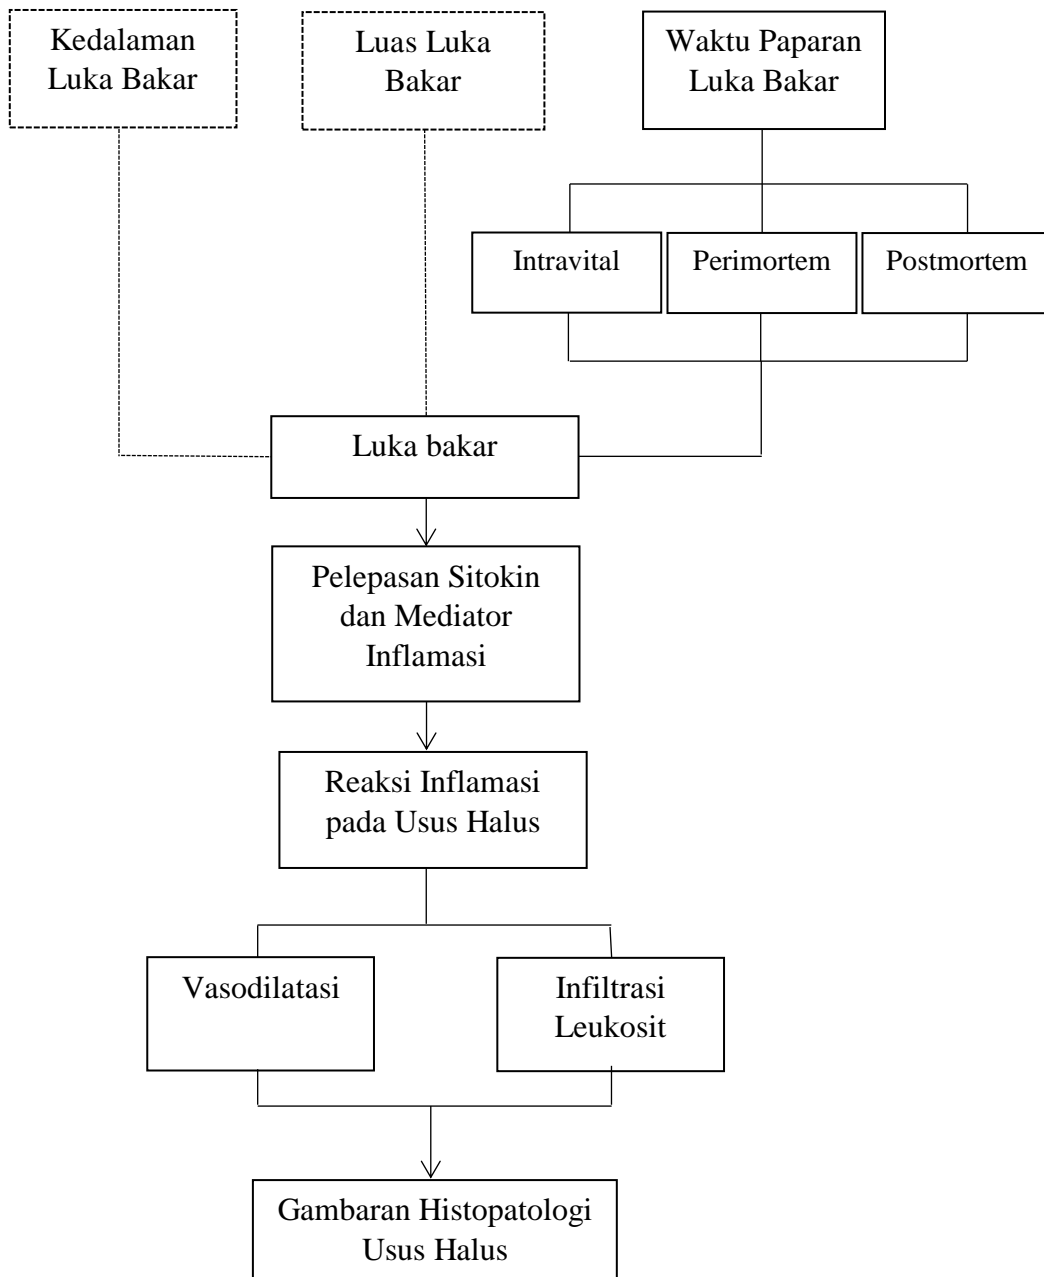 Kedalaman
Luka Bakar
Luas Luka
Bakar
Waktu Paparan
Luka Bakar
Intravital
Perimortem
Postmortem
Luka bakar
Pelepasan Sitokin
dan Mediator
Inflamasi
Reaksi Inflamasi
pada Usus Halus
Vasodilatasi
Infiltrasi
Leukosit
Gambaran Histopatologi
Usus Halus